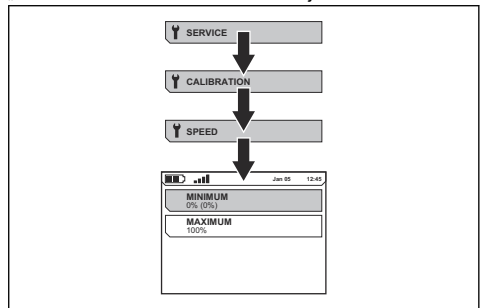 SERVICE
CALIBRATION
SPEED
Jan 05 12:45
MINIMUM
0% (0%)
MAXIMUM
100%